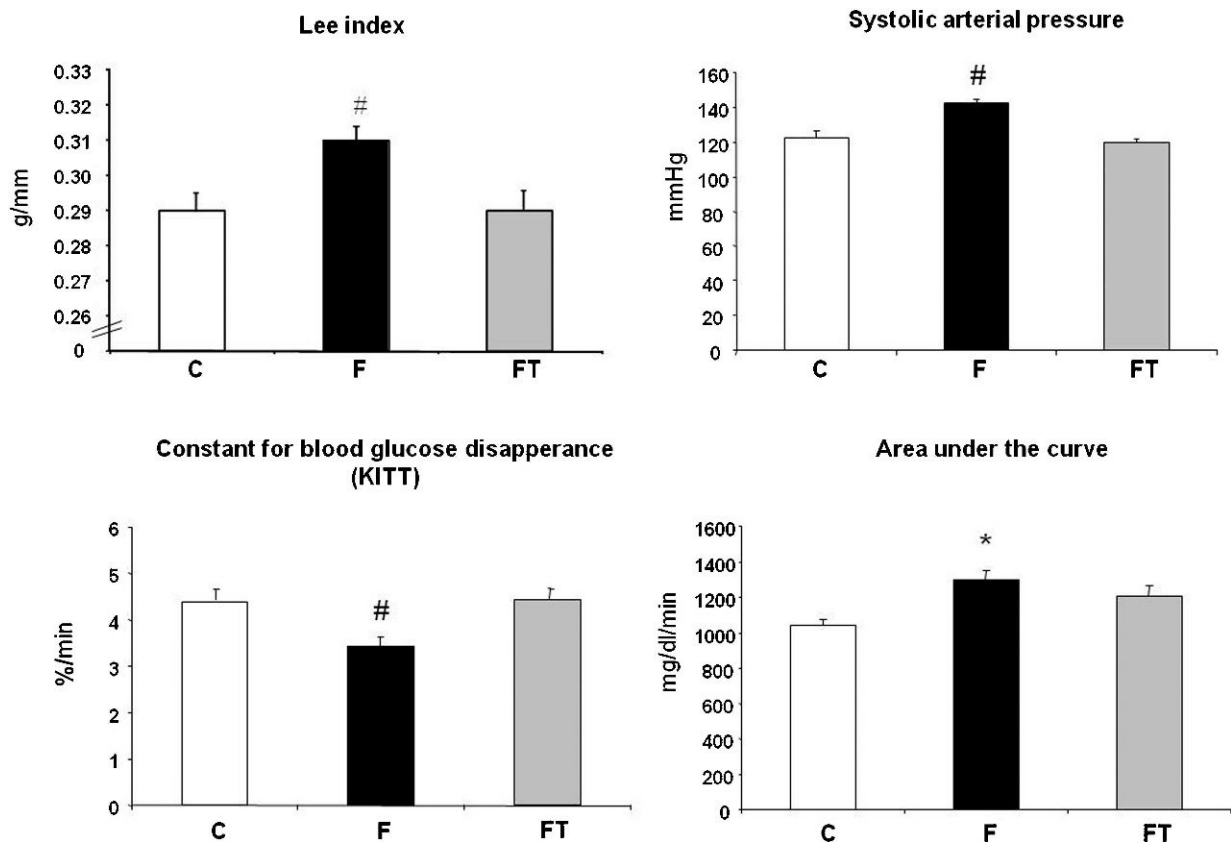 Lee index
g/mm
0.33
0.32
0.31
0.30
0.29
0.28
0.27
0.26
0
#
C F FT
Systolic arterial pressure
mmHg
160
140
120
100
80
60
40
20
0
#
C F FT
Constant for blood glucose disapperance
(KITT)
%/min
6
5
4
3
2
1
0
#
C F FT
Area under the curve
mg/dl/min
1600
1400
1200
1000
800
600
400
200
0
*
C F FT